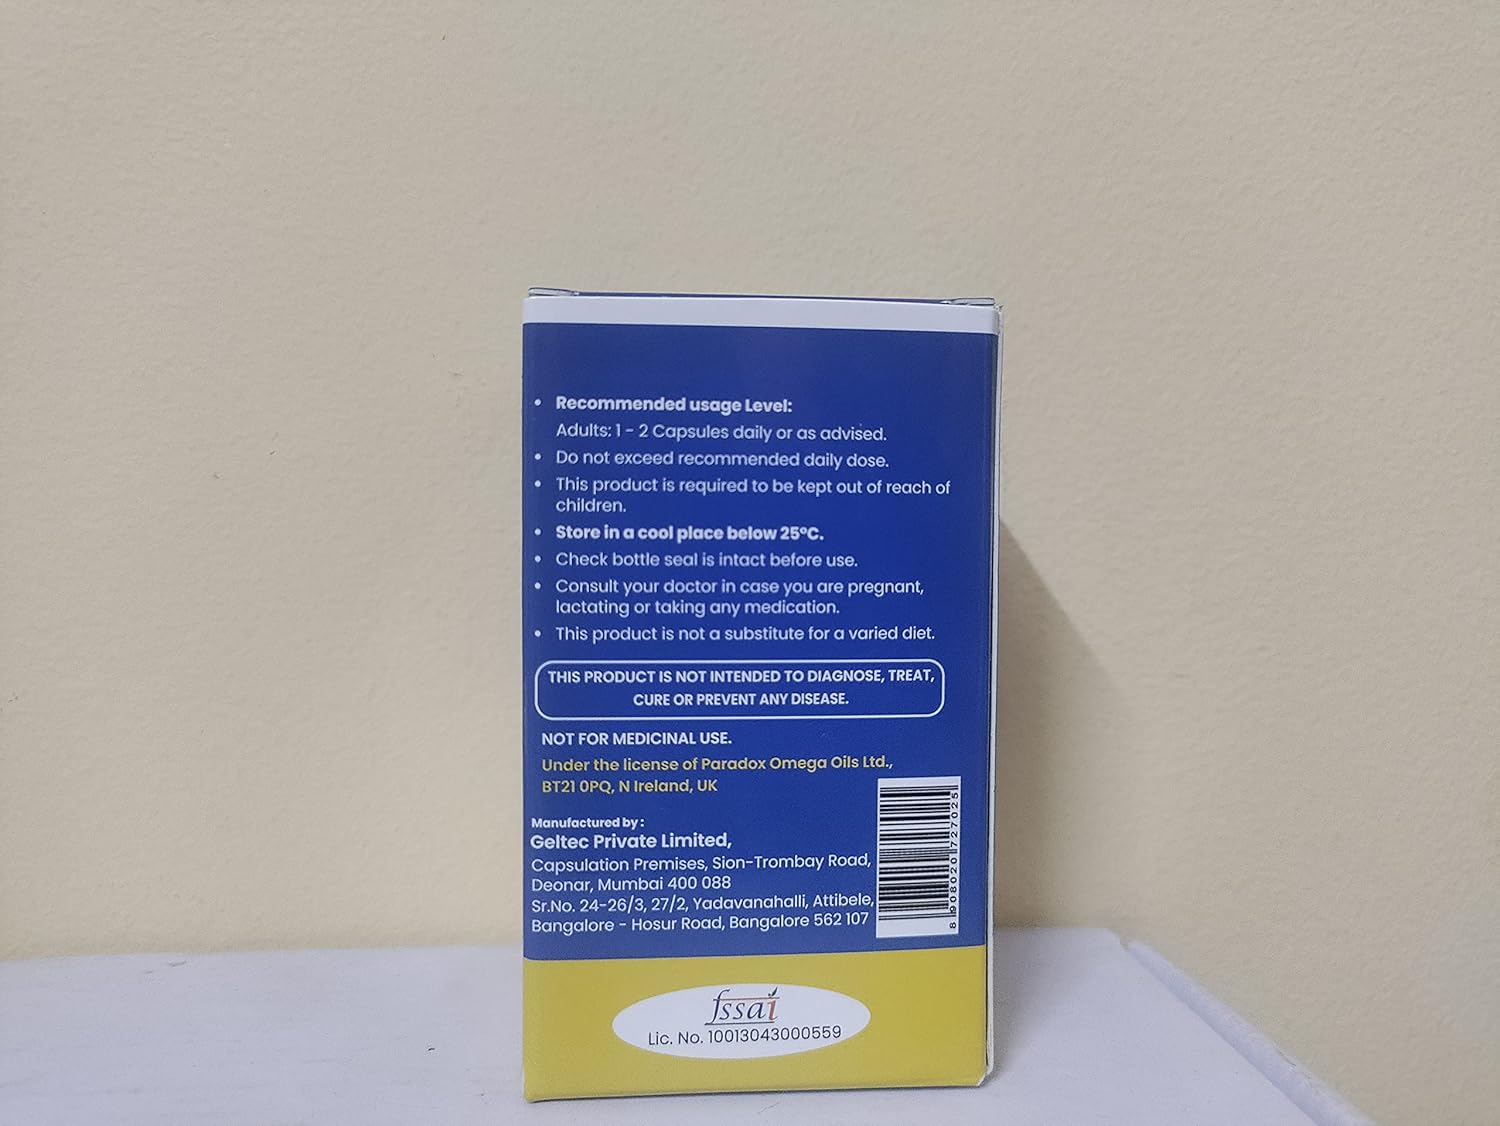 • Recommended usage Level:
Adults: 1 - 2 Capsules daily or as advised.
• Do not exceed recommended daily dose.
• This product is required to be kept out of reach of
children.
• Store in a cool place below 25°C.
• Check bottle seal is intact before use.
• Consult your doctor in case you are pregnant,
lactating or taking any medication.
• This product is not a substitute for a varied diet.
THIS PRODUCT IS NOT INTENDED TO DIAGNOSE, TREAT,
CURE OR PREVENT ANY DISEASE.
NOT FOR MEDICINAL USE.
Under the license of Paradox Omega Oils Ltd.,
BT21 0PQ, N Ireland, UK
Manufactured by :
Geltec Private Limited,
Capsulation Premises, Sion-Trombay Road,
Deonar, Mumbai 400 088
Sr.No. 24-26/3, 27/2, Yadavanahalli, Attibele,
Bangalore - Hosur Road, Bangalore 562 107
8 908020 727025
fssai
Lic. No. 10013043000559